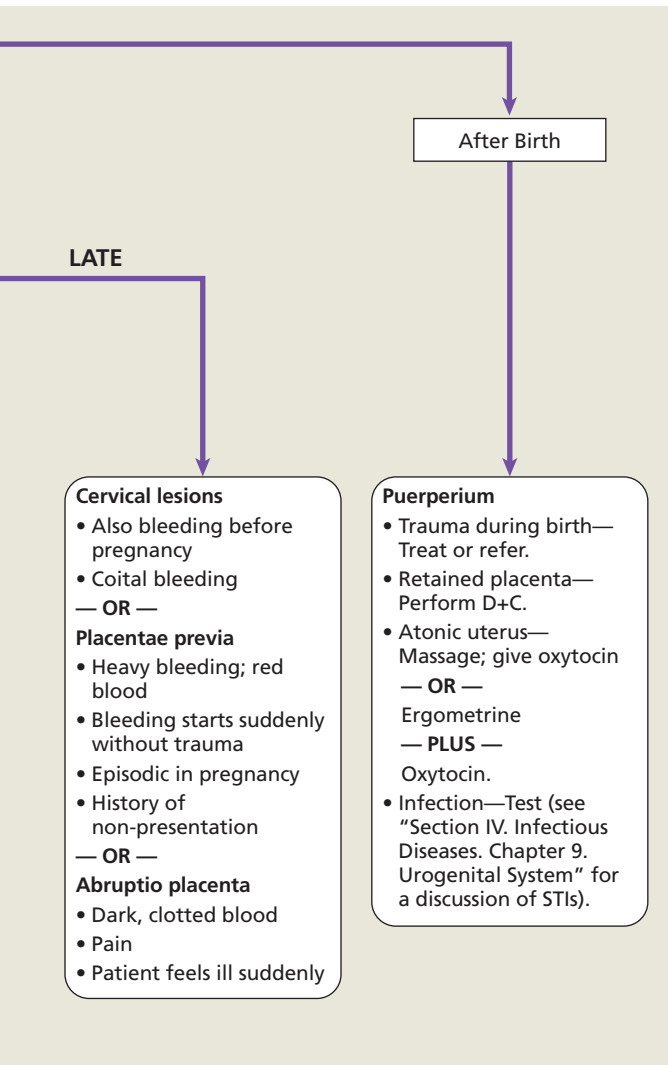 After Birth
LATE
Cervical lesions
• Also bleeding before
pregnancy
• Coital bleeding
— OR —
Placentae previa
• Heavy bleeding; red
blood
• Bleeding starts suddenly
without trauma
• Episodic in pregnancy
• History of
non-presentation
— OR —
Abruptio placenta
• Dark, clotted blood
• Pain
• Patient feels ill suddenly
Puerperium
• Trauma during birth—
Treat or refer.
• Retained placenta—
Perform D+C.
• Atonic uterus—
Massage; give oxytocin
— OR —
Ergometrine
— PLUS —
Oxytocin.
• Infection—Test (see
“Section IV. Infectious
Diseases. Chapter 9.
Urogenital System” for
a discussion of STIs).